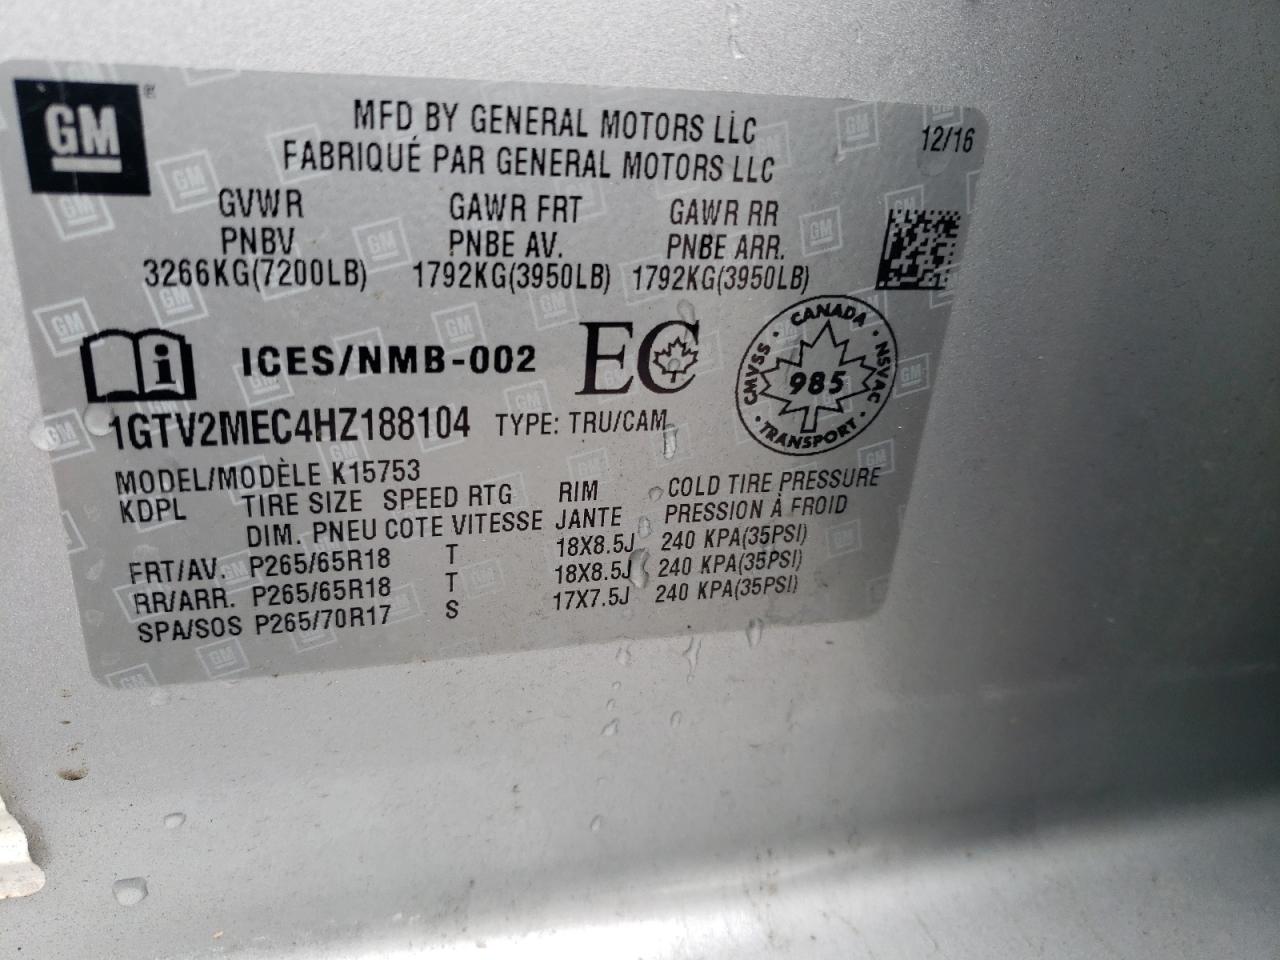 GM ®
MFD BY GENERAL MOTORS LLC
12/16
FABRIQUÉ PAR GENERAL MOTORS LLC
GVWR GAWR FRT GAWR RR
PNBV PNBE AV. PNBE ARR.
3266KG(7200LB) 1792KG(3950LB) 1792KG(3950LB)
i ICES/NMB-002 EC
CANADA
CMVSS 985 NSVAC
TRANSPORT
1GTV2MEC4HZ188104 TYPE: TRU/CAM
MODEL/MODÈLE K15753
KDPL TIRE SIZE SPEED RTG RIM COLD TIRE PRESSURE
DIM. PNEU COTE VITESSE JANTE PRESSION À FROID
FRT/AV. P265/65R18 T 18X8.5J 240 KPA(35PSI)
RR/ARR. P265/65R18 T 18X8.5J 240 KPA(35PSI)
SPA/SOS P265/70R17 S 17X7.5J 240 KPA(35PSI)